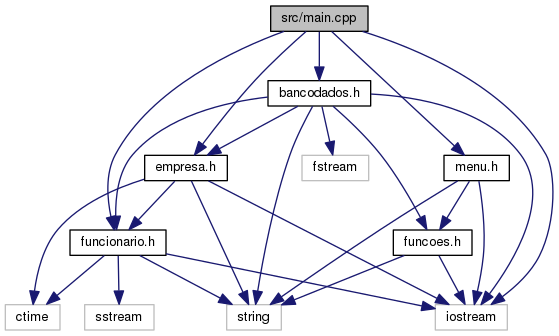 src/main.cpp
bancodados.h
empresa.h
fstream
menu.h
funcionario.h
funcoes.h
ctime
sstream
string
iostream